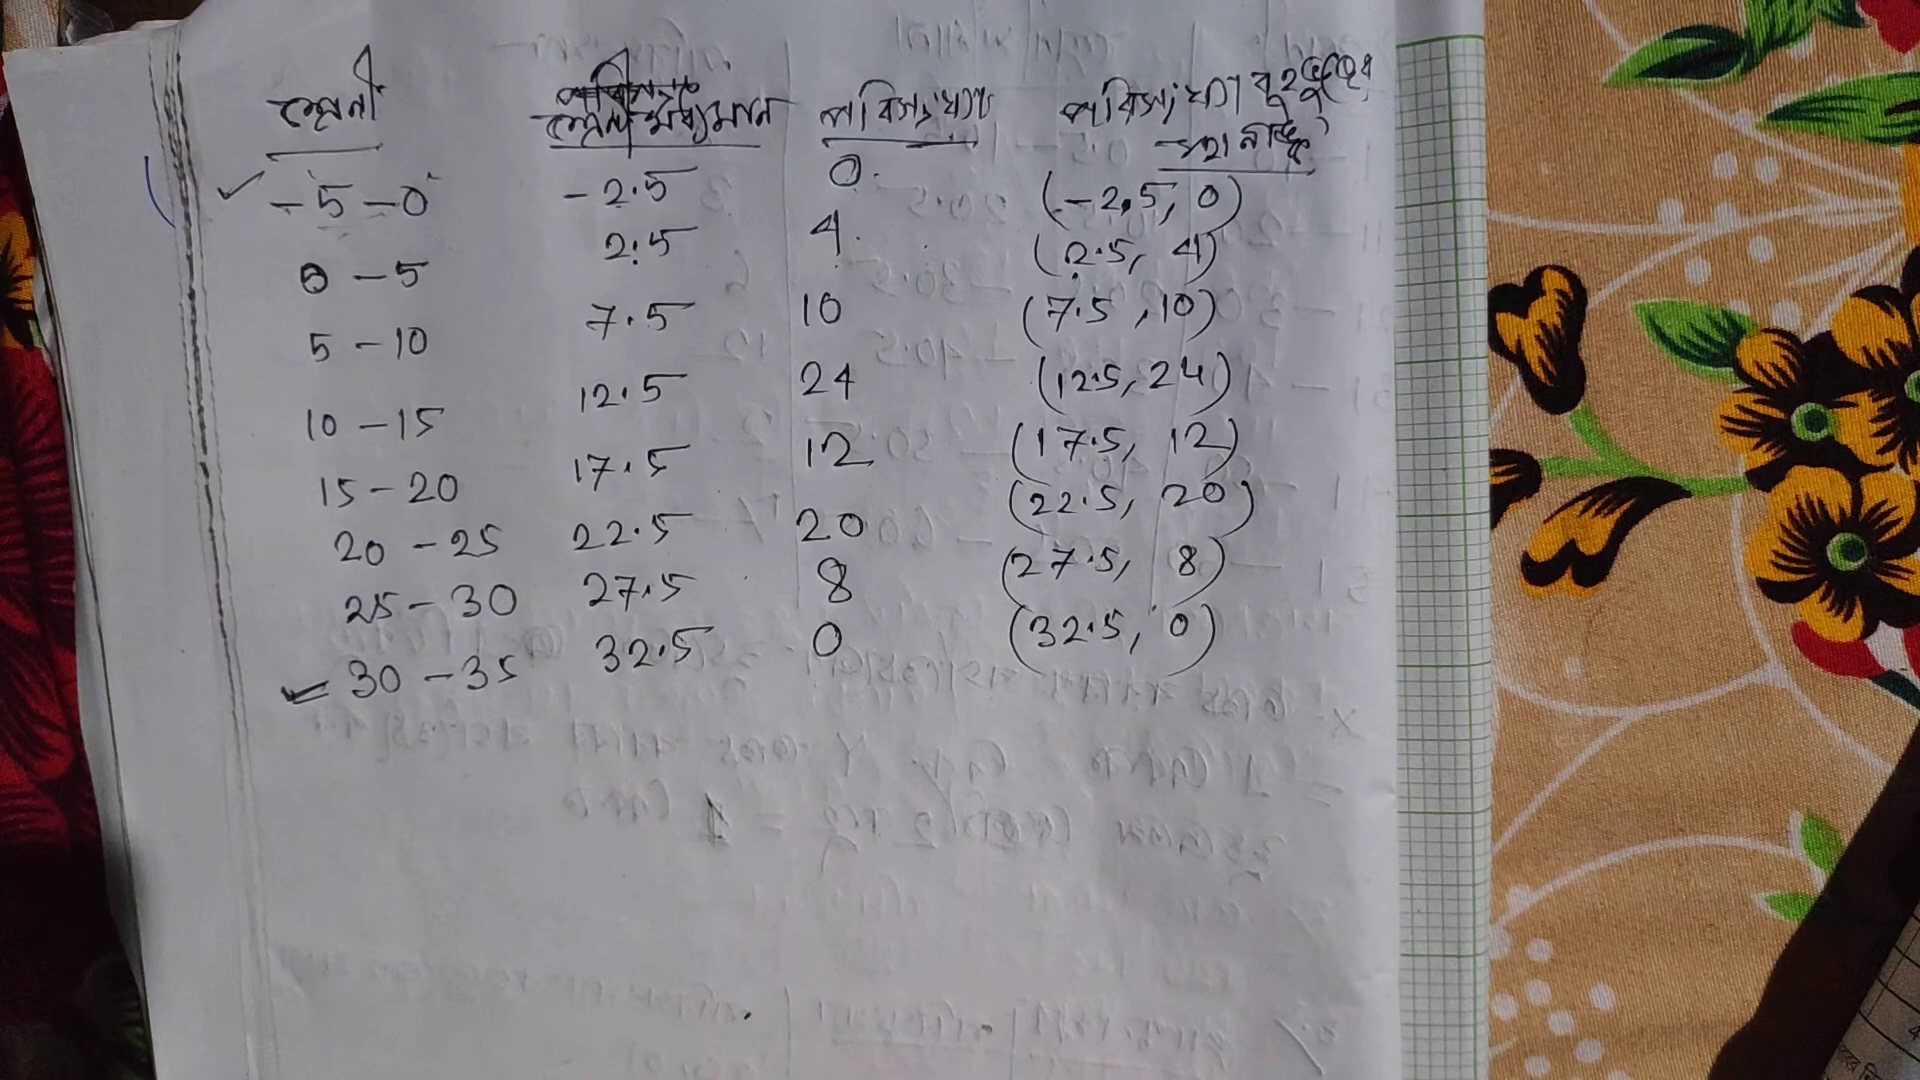 শ্রেণী শ্রেণী মধ্যমান পরিসংখ্যা পরিসংখ্যা বহুভুজের
-5-0 -2.5 0. (-2.5, 0)
0-5 2.5 4. (2.5, 4)
5-10 7.5 10 (7.5, 10)
10-15 12.5 24 (12.5, 24)
15-20 17.5 12 (17.5, 12)
20-25 22.5 20 (22.5, 20)
25-30 27.5 8 (27.5, 8)
30-35 32.5 0 (32.5, 0)